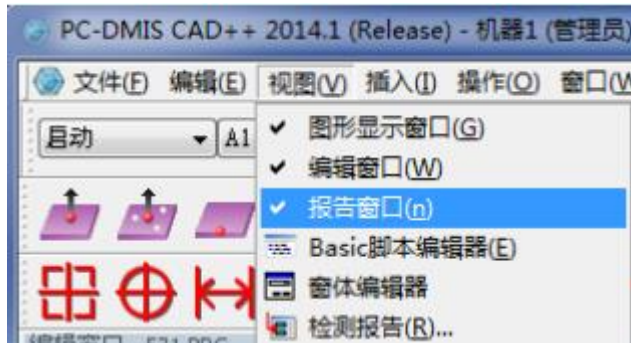 PC-DMIS CAD++ 2014.1 (Release) - 机器1 (管理员)
文件(F) 编辑(E) 视图(V) 插入(I) 操作(O) 窗口(W
启动 A1
✔ 图形显示窗口(G)
✔ 编辑窗口(W)
✔ 报告窗口(n)
Basic脚本编辑器(E)
窗体编辑器
检测报告(R)...